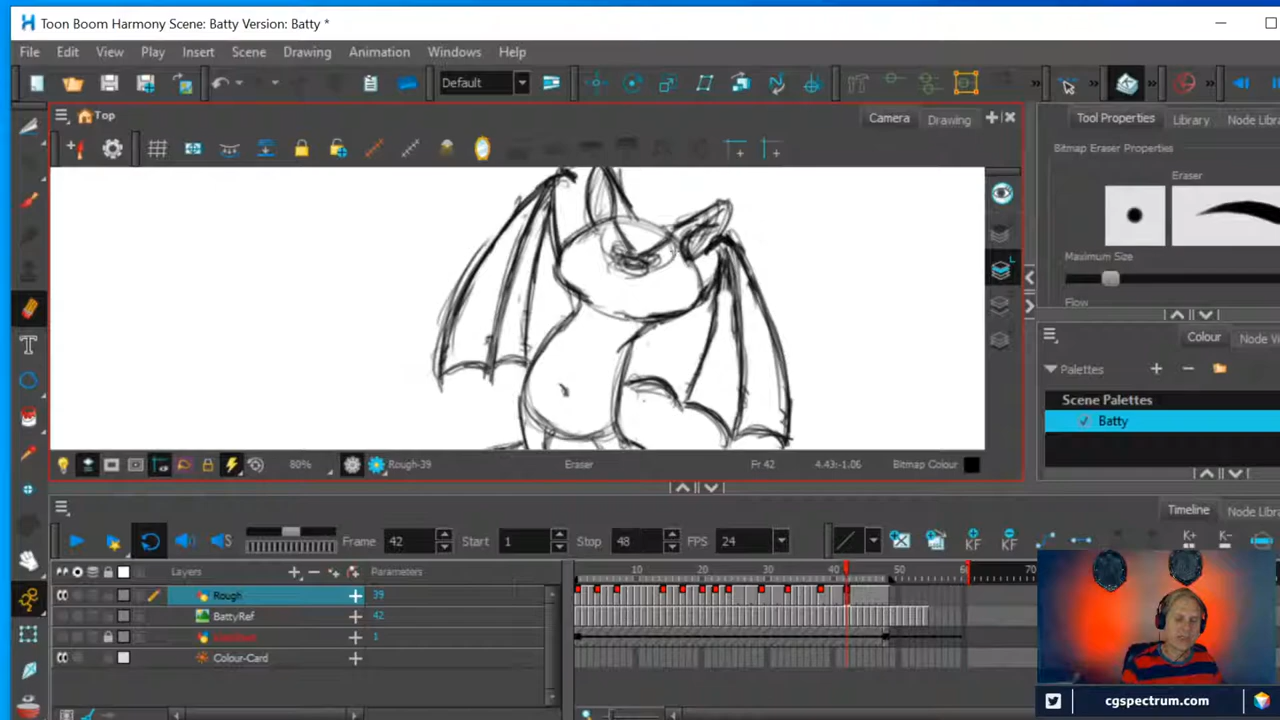 Toon Boom Harmony Scene: Batty Version: Batty *
File Edit View Play Insert Scene Drawing Animation Windows Help
Default
Top
Camera Drawing
Tool Properties Library Node Libra
Bitmap Eraser Properties
Eraser
Maximum Size
Flow
Colour Node Vi
Palettes
Scene Palettes
Batty
80% Rough-39 Eraser Fr 42 4.43:-1.06 Bitmap Colour
Timeline Node Libra
Frame 42 Start 1 Stop 48 FPS 24
KF KF K+ K-
Layers Parameters
10 20 30 40 50 60 70
Rough 39
BattyRef 42
1
Colour-Card
cgspectrum.com